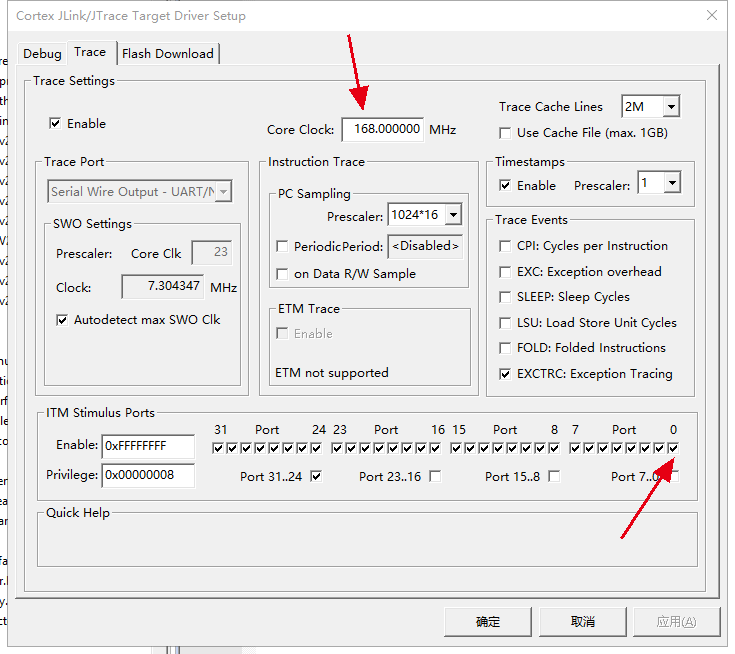 Cortex JLink/JTrace Target Driver Setup
Debug Trace Flash Download
Trace Settings
Enable
Core Clock: 168.000000 MHz
Trace Cache Lines 2M
Use Cache File (max. 1GB)
Trace Port
Serial Wire Output - UART/N
SWO Settings
Prescaler: Core Clk 23
Clock: 7.304347 MHz
Autodetect max SWO Clk
Instruction Trace
PC Sampling
Prescaler: 1024*16
Periodic Period: <Disabled>
on Data R/W Sample
ETM Trace
Enable
ETM not supported
Timestamps
Enable Prescaler: 1
Trace Events
CPI: Cycles per Instruction
EXC: Exception overhead
SLEEP: Sleep Cycles
LSU: Load Store Unit Cycles
FOLD: Folded Instructions
EXCTRC: Exception Tracing
ITM Stimulus Ports
31 Port 24 23 Port 16 15 Port 8 7 Port 0
Enable: 0xFFFFFFFF
Privilege: 0x00000008 Port 31..24 Port 23..16 Port 15..8 Port 7..0
Quick Help
确定 取消 应用(A)